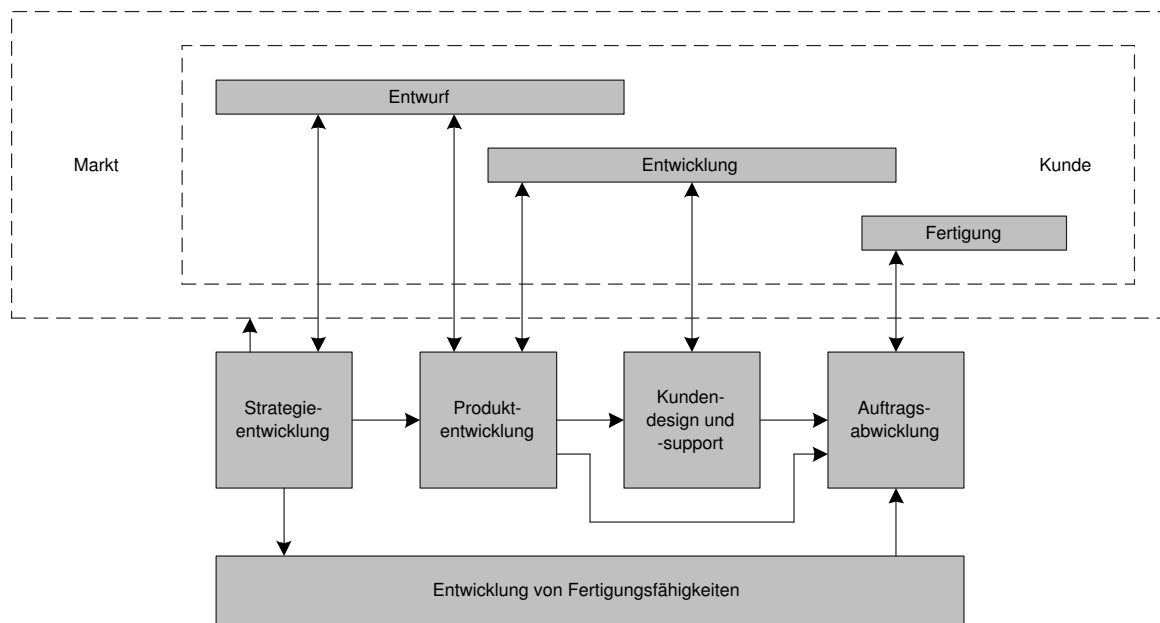 Entwurf
Markt
Entwicklung
Kunde
Fertigung
Strategie-
entwicklung
Produkt-
entwicklung
Kunden-
design und
-support
Auftrags-
abwicklung
Entwicklung von Fertigungsfähigkeiten